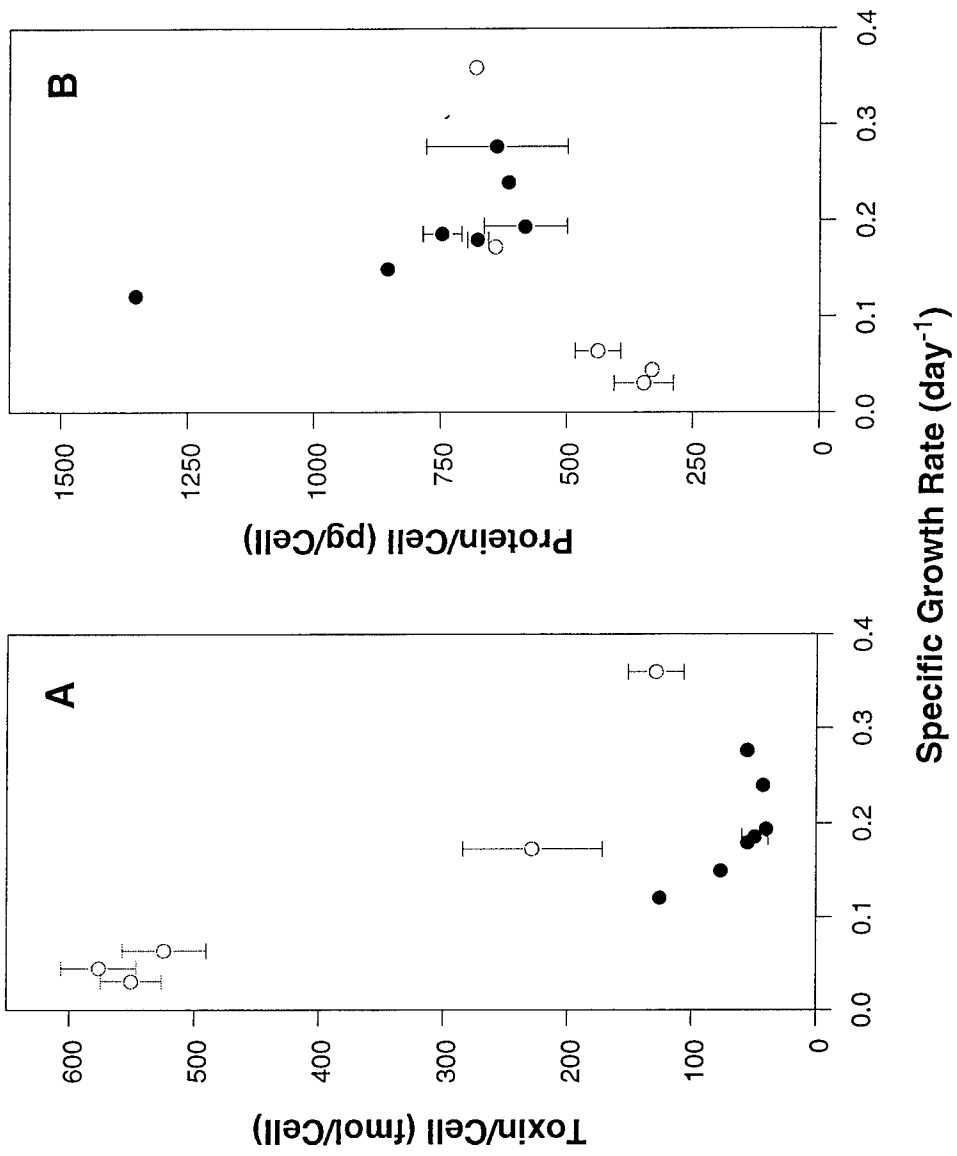 A
Toxin/Cell (fmol/Cell)
600
500
400
300
200
100
0
0.0 0.1 0.2 0.3 0.4
B
Protein/Cell (pg/Cell)
1500
1250
1000
750
500
250
0
0.0 0.1 0.2 0.3 0.4
Specific Growth Rate (day⁻¹)